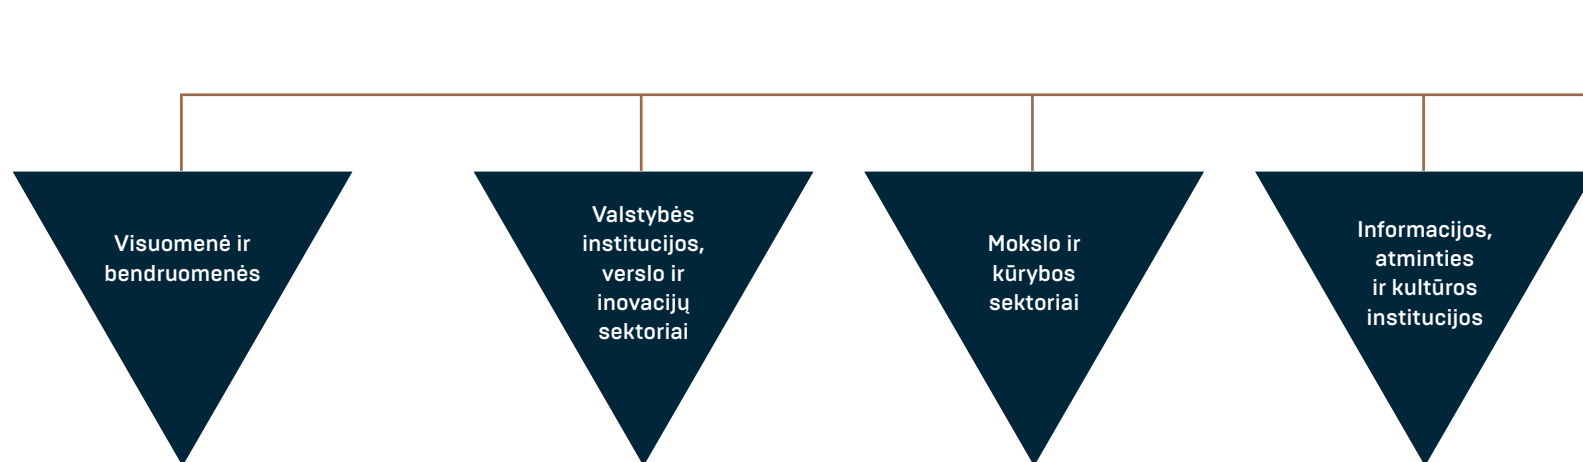 Visuomenė ir
bendruomenės
Valstybės
institucijos,
verslo ir
inovacijų
sektoriai
Mokslo ir
kūrybos
sektoriai
Informacijos,
atminties
ir kultūros
institucijos